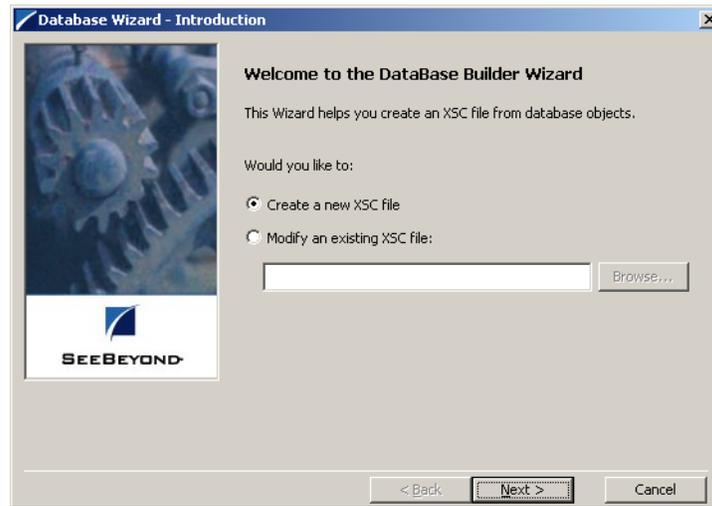 Database Wizard - Introduction
Welcome to the DataBase Builder Wizard
This Wizard helps you create an XSC file from database objects.
Would you like to:
Create a new XSC file
Modify an existing XSC file:
Browse...
SEEBEYOND
< Back
Next >
Cancel